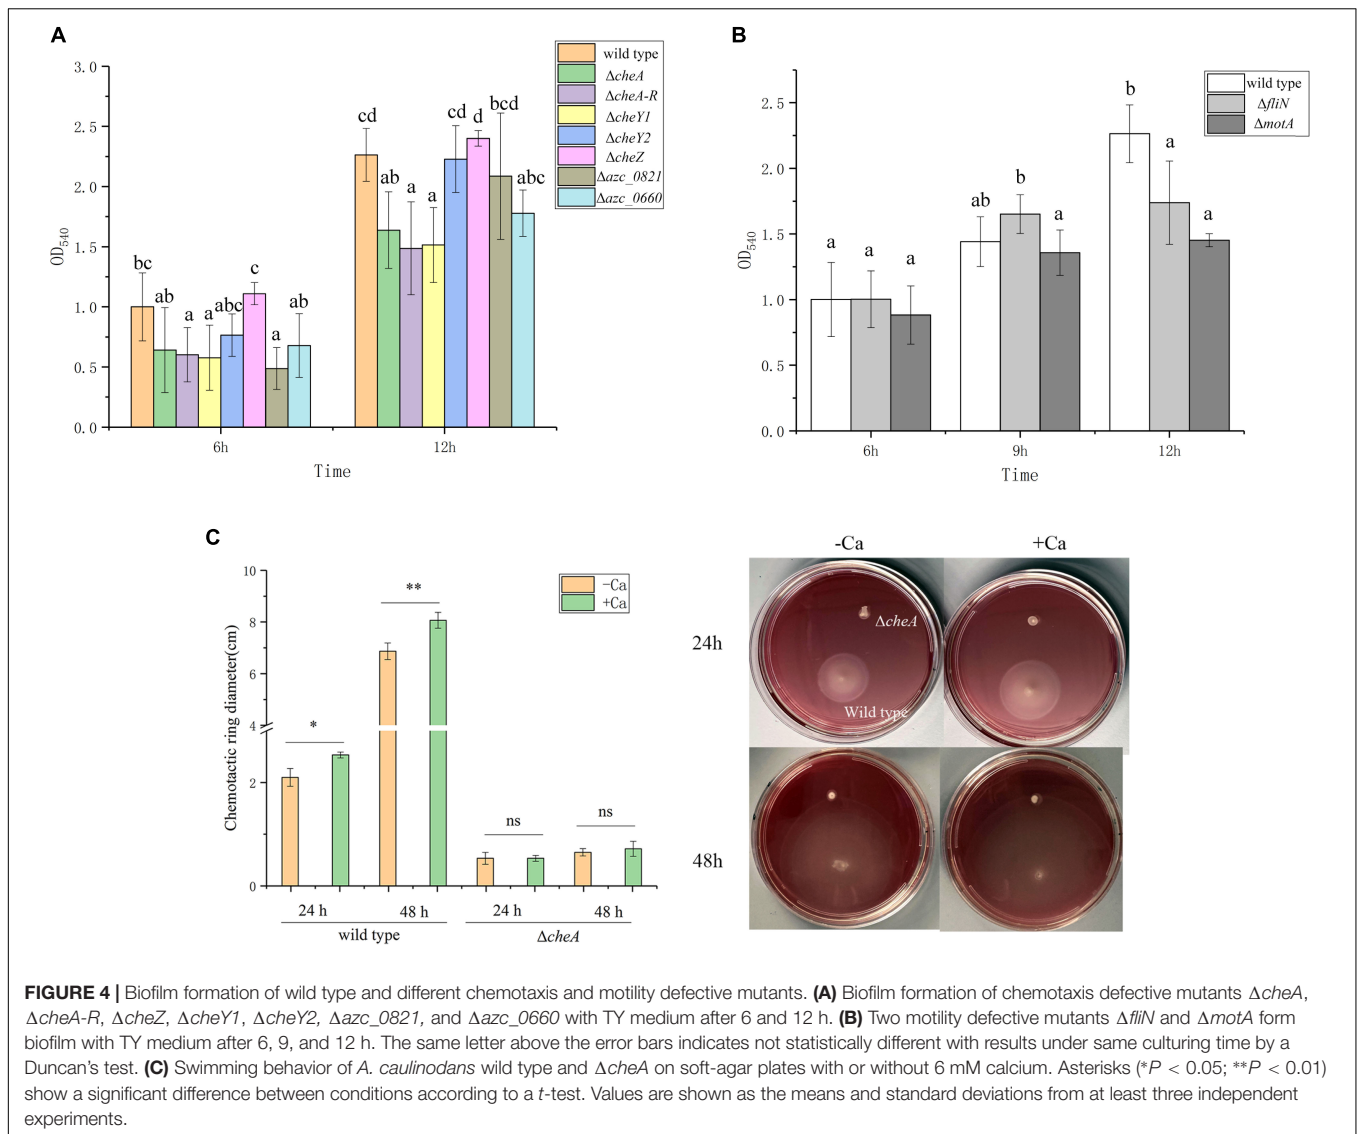 A
3.0
2.5
2.0
1.5
1.0
0.5
0.0
OD540
bc
ab
a
a
abc
c
a
ab
cd
ab
a
a
cd
d
bcd
abc
6h
12h
Time
wild type
ΔcheA
ΔcheA-R
ΔcheY1
ΔcheY2
ΔcheZ
Δazc_0821
Δazc_0660
B
2.5
2.0
1.5
1.0
0.5
0.0
OD540
a
a
a
ab
b
a
b
a
a
6h
9h
12h
Time
wild type
ΔfliN
ΔmotA
C
10
8
6
4
2
0
Chemotactic ring diameter(cm)
*
**
ns
ns
−Ca
+Ca
24 h
48 h
24 h
48 h
wild type
ΔcheA
-Ca
+Ca
24h
48h
ΔcheA
Wild type
FIGURE 4 | Biofilm formation of wild type and different chemotaxis and motility defective mutants. (A) Biofilm formation of chemotaxis defective mutants ΔcheA,
ΔcheA-R, ΔcheZ, ΔcheY1, ΔcheY2, Δazc_0821, and Δazc_0660 with TY medium after 6 and 12 h. (B) Two motility defective mutants ΔfliN and ΔmotA form
biofilm with TY medium after 6, 9, and 12 h. The same letter above the error bars indicates not statistically different with results under same culturing time by a
Duncan's test. (C) Swimming behavior of A. caulinodans wild type and ΔcheA on soft-agar plates with or without 6 mM calcium. Asterisks (*P < 0.05; **P < 0.01)
show a significant difference between conditions according to a t-test. Values are shown as the means and standard deviations from at least three independent
experiments.